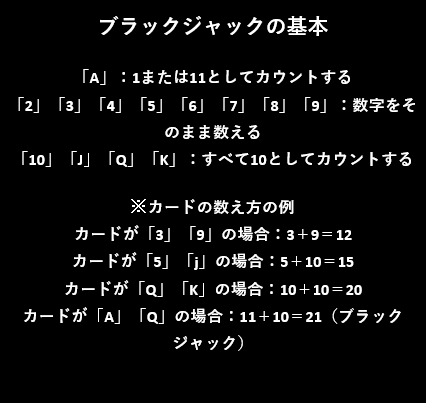 ブラックジャックの基本
「A」：1または11としてカウントする
「2」「3」「4」「5」「6」「7」「8」「9」：数字をそ
のまま数える
「10」「J」「Q」「K」：すべて10としてカウントする
※カードの数え方の例
カードが「3」「9」の場合：3＋9＝12
カードが「5」「j」の場合：5＋10＝15
カードが「Q」「K」の場合：10＋10＝20
カードが「A」「Q」の場合：11＋10＝21（ブラック
ジャック）